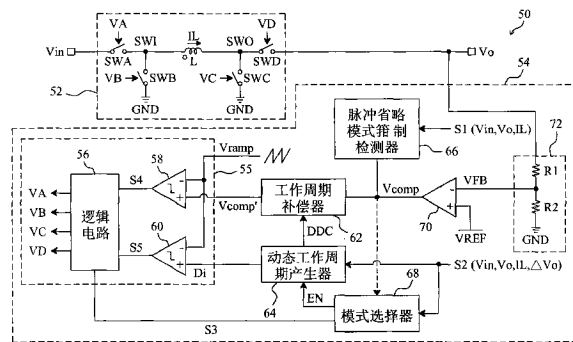 50
VA
IL
VD
Vin
SWI
L
SWO
Vo
SWA
SWD
VB
SWB
VC
SWC
52
GND
GND
54
脉冲省略
模式箝制
检测器
66
S1 (Vin,Vo,IL)
72
R1
R2
GND
56
逻辑
电路
VA
VB
VC
VD
S4
58
55
Vramp
Vcomp'
工作周期
补偿器
62
Vcomp
VFB
70
VREF
S5
60
Di
DDC
动态工作周
期产生器
64
EN
S2 (Vin,Vo,IL,△Vo)
68
模式选择器
S3